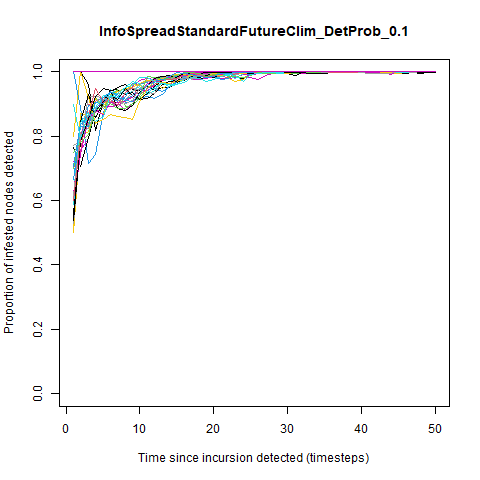 InfoSpreadStandardFutureClim_DetProb_0.1
Proportion of infested nodes detected
1.0
0.8
0.6
0.4
0.2
0.0
0 10 20 30 40 50
Time since incursion detected (timesteps)